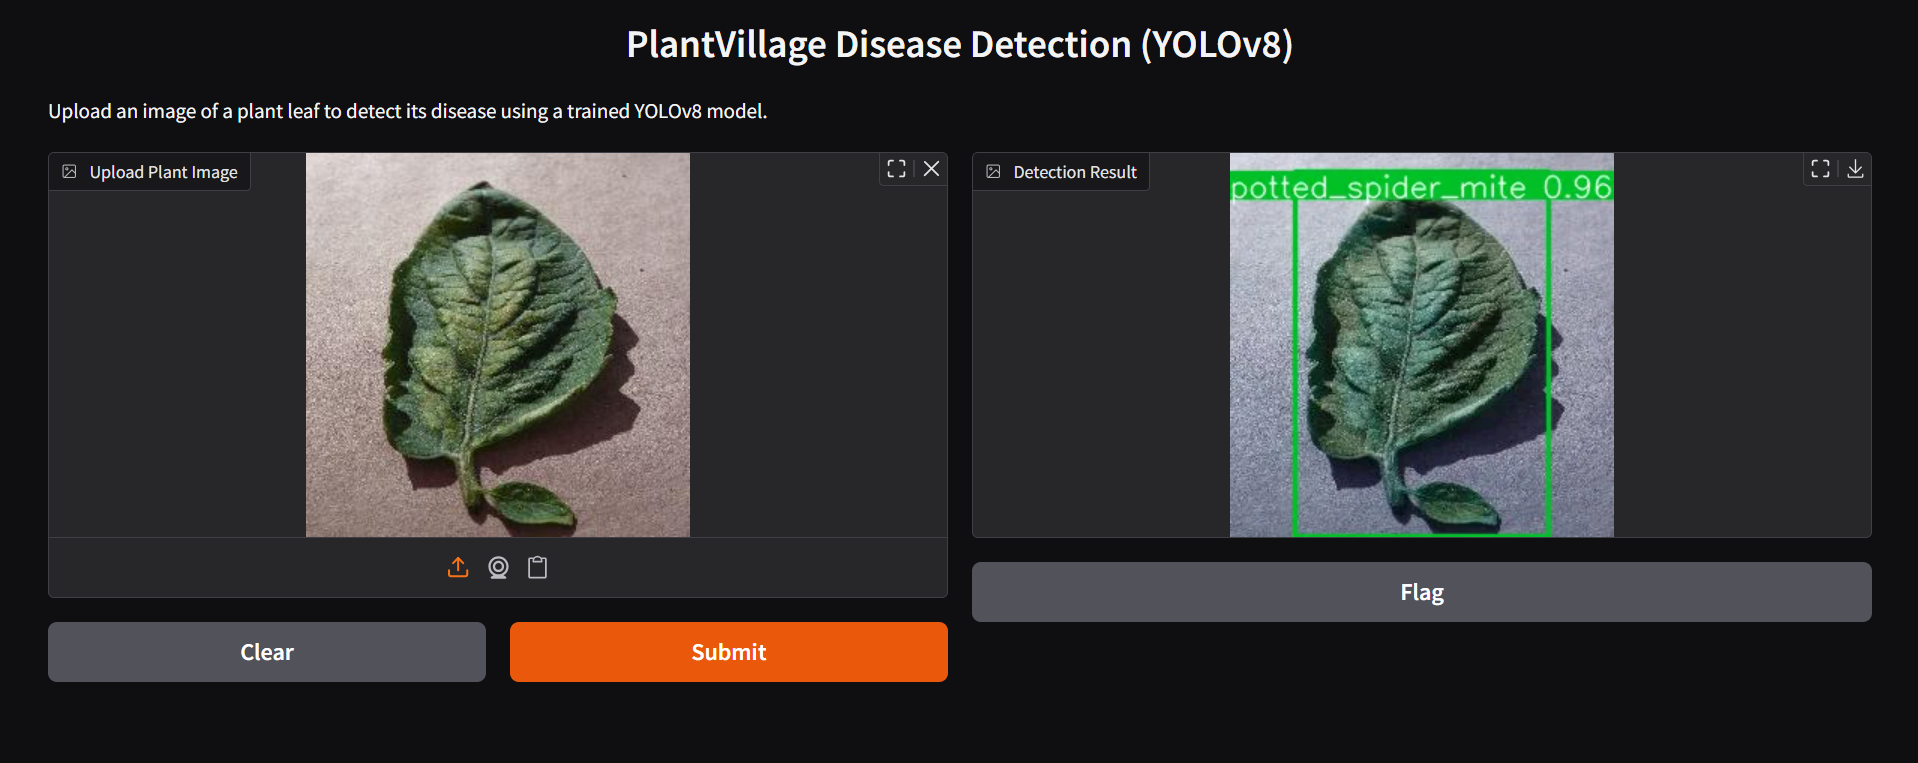 PlantVillage Disease Detection (YOLOv8)
Upload an image of a plant leaf to detect its disease using a trained YOLOv8 model.
Upload Plant Image
Detection Result
potted_spider_mite 0.96
Clear
Submit
Flag